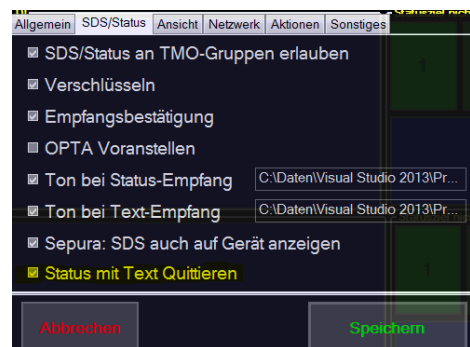 Allgemein SDS/Status Ansicht Netzwerk Aktionen Sonstiges
SDS/Status an TMO-Gruppen erlauben
1
Verschlüsseln
Empfangsbestätigung
OPTA Voranstellen
Ton bei Status-Empfang C:\Daten\Visual Studio 2013\Pr...
Ton bei Text-Empfang C:\Daten\Visual Studio 2013\Pr...
Sepura: SDS auch auf Gerät anzeigen
Status mit Text Quittieren
1
Abbrechen Speichern